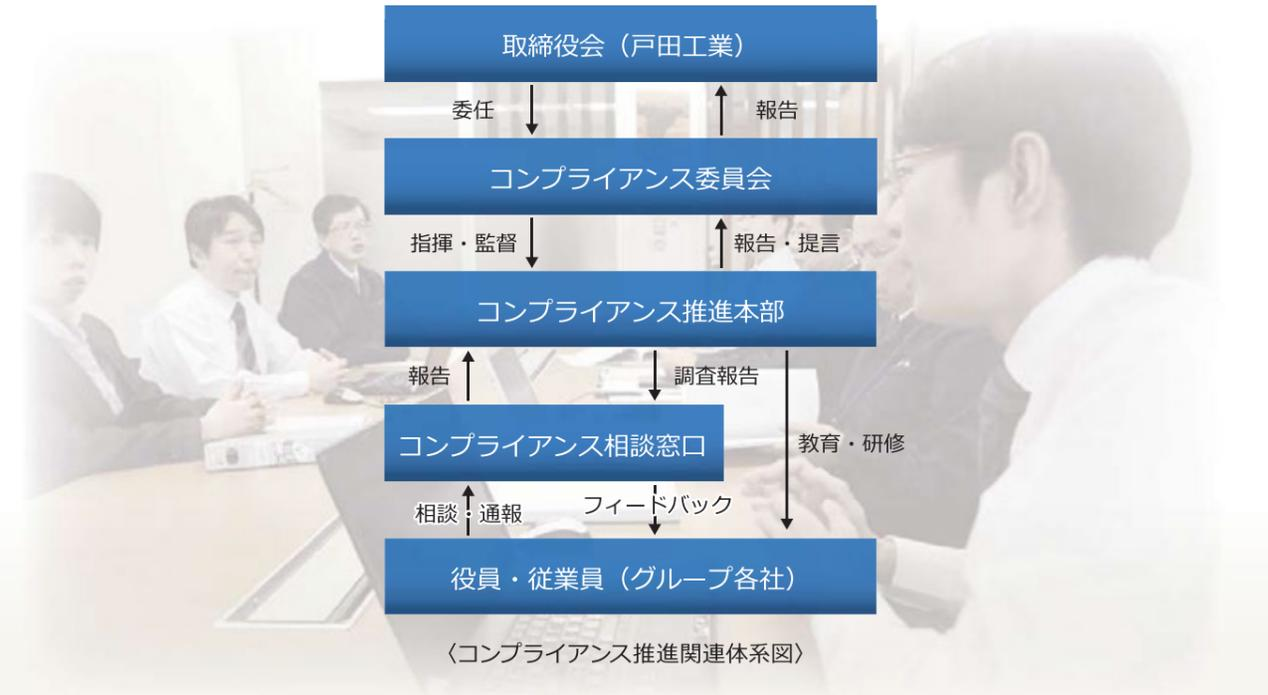 取締役会（戸田工業）
委任
報告
コンプライアンス委員会
指揮・監督
報告・提言
コンプライアンス推進本部
報告
調査報告
コンプライアンス相談窓口
教育・研修
相談・通報
フィードバック
役員・従業員（グループ各社）
〈コンプライアンス推進関連体系図〉